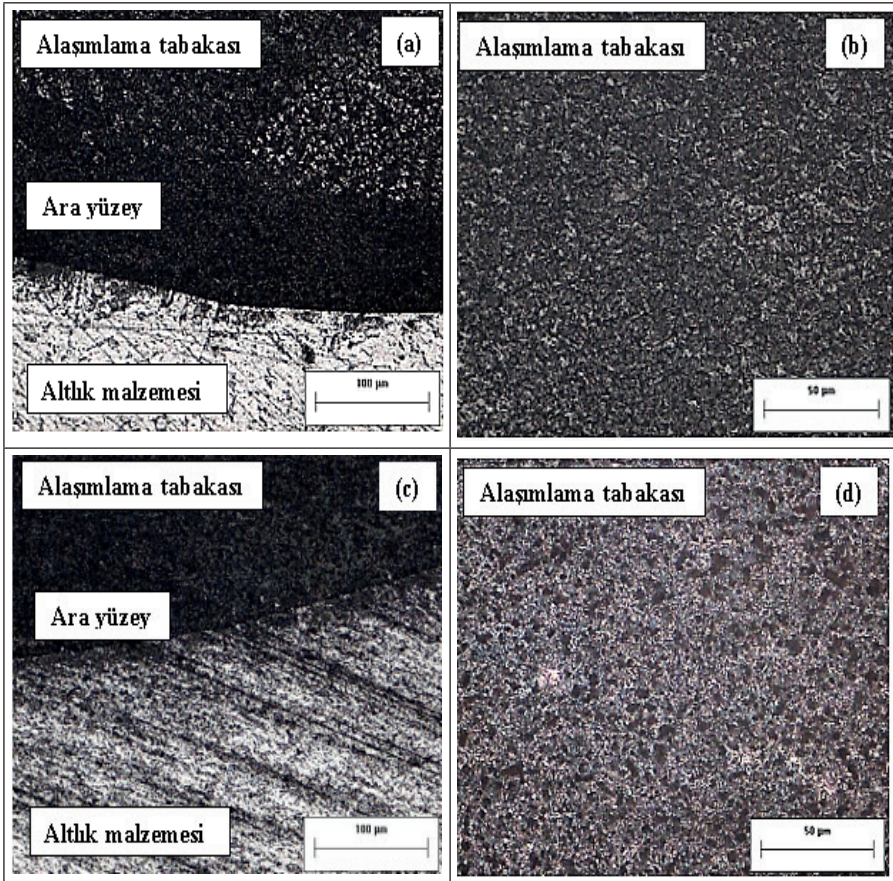 Alaşımlama tabakası
(a)
Ara yüzey
Altlık malzemesi
100 µm
Alaşımlama tabakası
(b)
50 µm
Alaşımlama tabakası
(c)
Ara yüzey
Altlık malzemesi
100 µm
Alaşımlama tabakası
(d)
50 µm